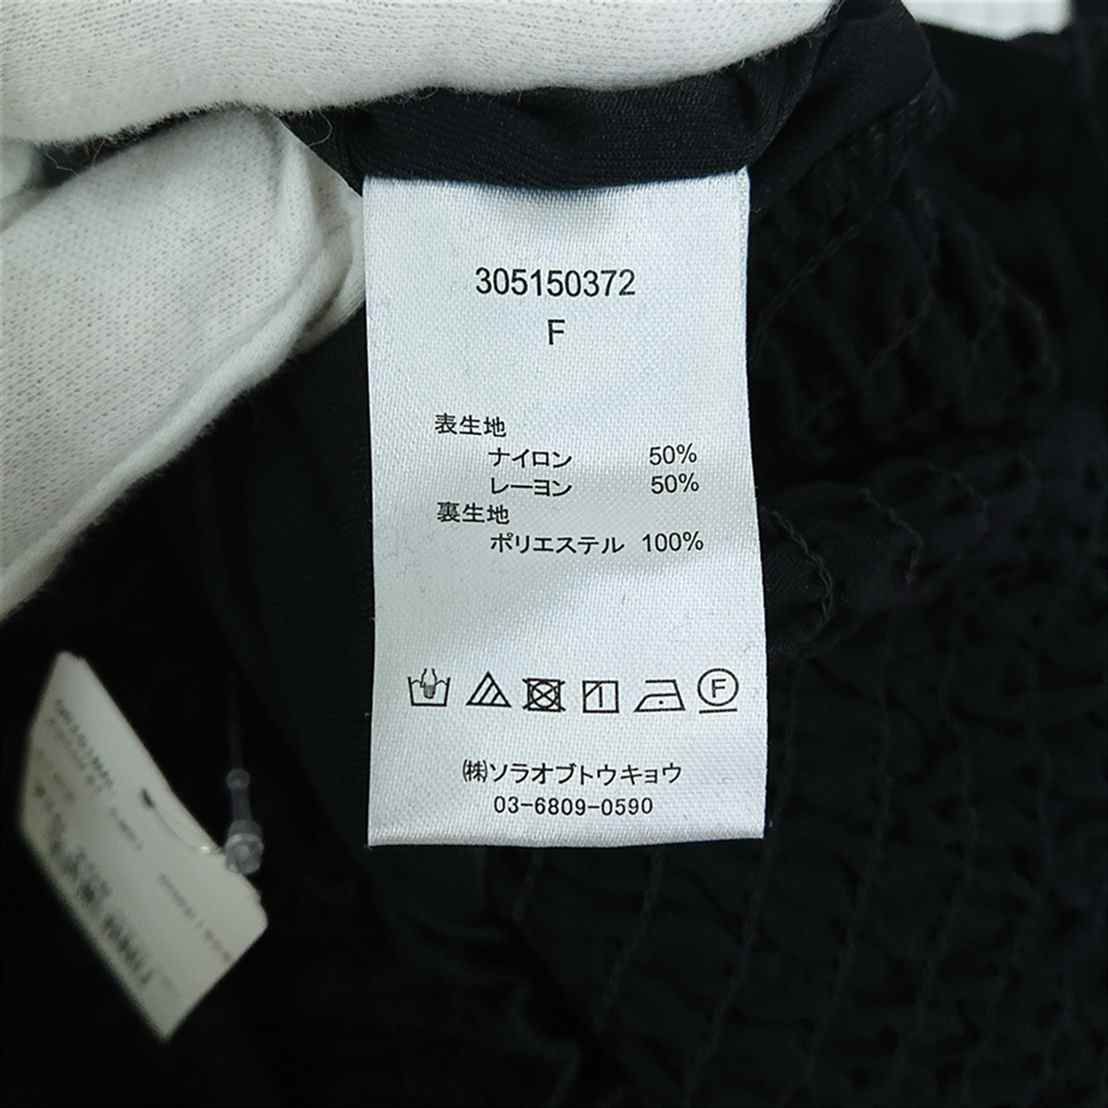 305150372
F
表生地
ナイロン 50%
レーヨン 50%
裏生地
ポリエステル 100%
F
㈱ソラオブトウキョウ
03-6809-0590